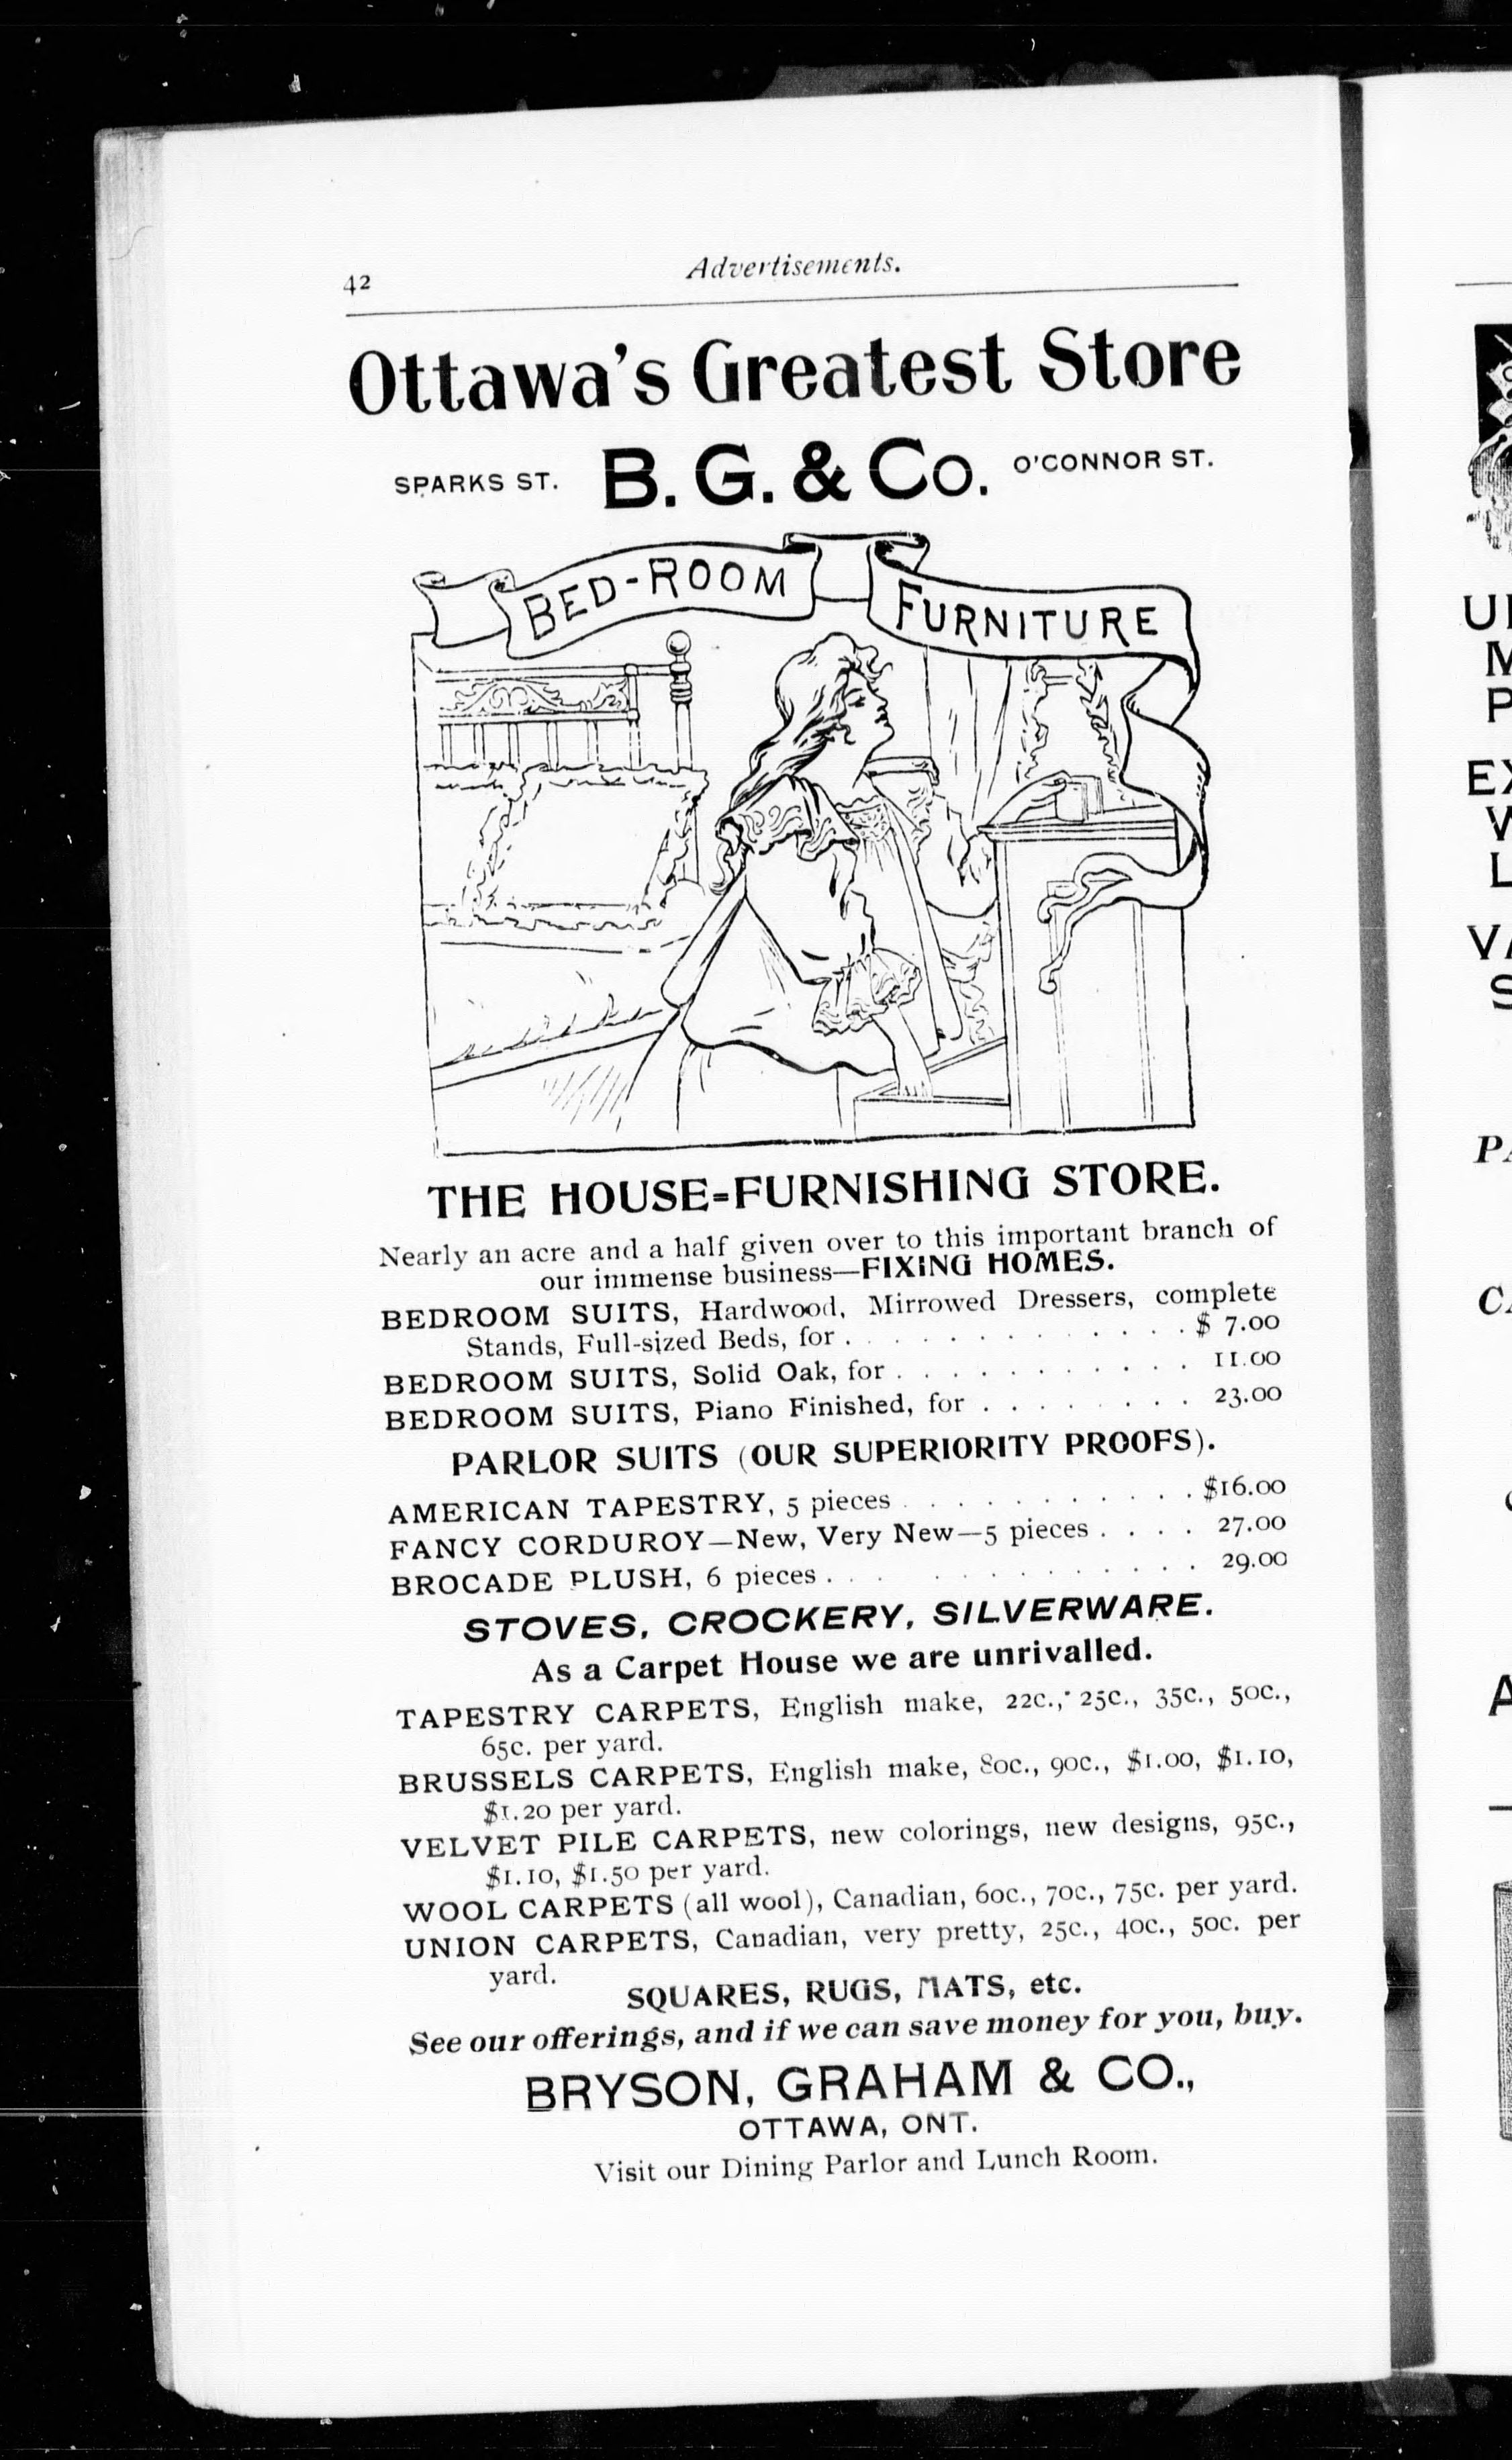 42
Advertisements.
Ottawa's Greatest Store
SPARKS ST. B. G. & Co. O'CONNOR ST.
BED-ROOM FURNITURE
THE HOUSE=FURNISHING STORE.
Nearly an acre and a half given over to this important branch of
our immense business—FIXING HOMES.
BEDROOM SUITS, Hardwood, Mirrowed Dressers, complete
Stands, Full-sized Beds, for . . . . . . . . . . . . . $ 7.00
BEDROOM SUITS, Solid Oak, for . . . . . . . . . . . 11.00
BEDROOM SUITS, Piano Finished, for . . . . . . . . 23.00
PARLOR SUITS (OUR SUPERIORITY PROOFS).
AMERICAN TAPESTRY, 5 pieces . . . . . . . . . . . $16.00
FANCY CORDUROY—New, Very New—5 pieces . . . . 27.00
BROCADE PLUSH, 6 pieces . . . . . . . . . . . . 29.00
STOVES, CROCKERY, SILVERWARE.
As a Carpet House we are unrivalled.
TAPESTRY CARPETS, English make, 22c., 25c., 35c., 50c.,
65c. per yard.
BRUSSELS CARPETS, English make, 80c., 90c., $1.00, $1.10,
$1.20 per yard.
VELVET PILE CARPETS, new colorings, new designs, 95c.,
$1.10, $1.50 per yard.
WOOL CARPETS (all wool), Canadian, 60c., 70c., 75c. per yard.
UNION CARPETS, Canadian, very pretty, 25c., 40c., 50c. per
yard.
SQUARES, RUGS, MATS, etc.
See our offerings, and if we can save money for you, buy.
BRYSON, GRAHAM & CO.,
OTTAWA, ONT.
Visit our Dining Parlor and Lunch Room.